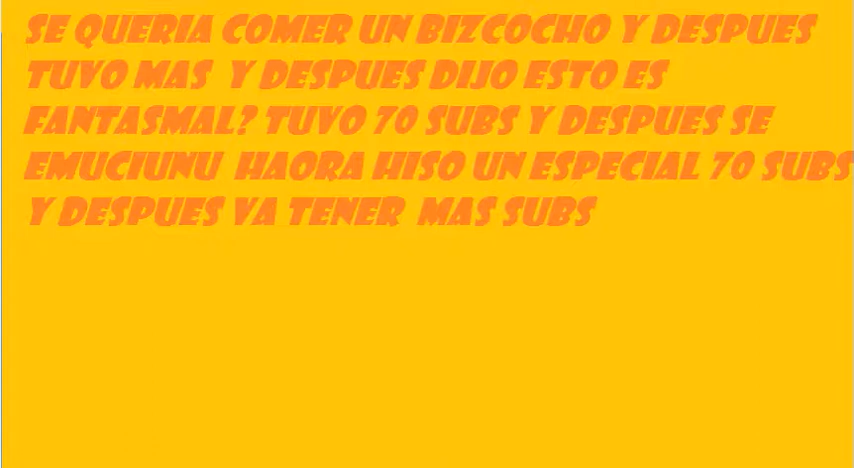 SE QUERIA COMER UN BIZCOCHO Y DESPUES
TUVO MAS Y DESPUES DIJO ESTO ES
FANTASMAL? TUVO 70 SUBS Y DESPUES SE
EMUCIUNU HAORA HISO UN ESPECIAL 70 SUBS
Y DESPUES VA TENER MAS SUBS